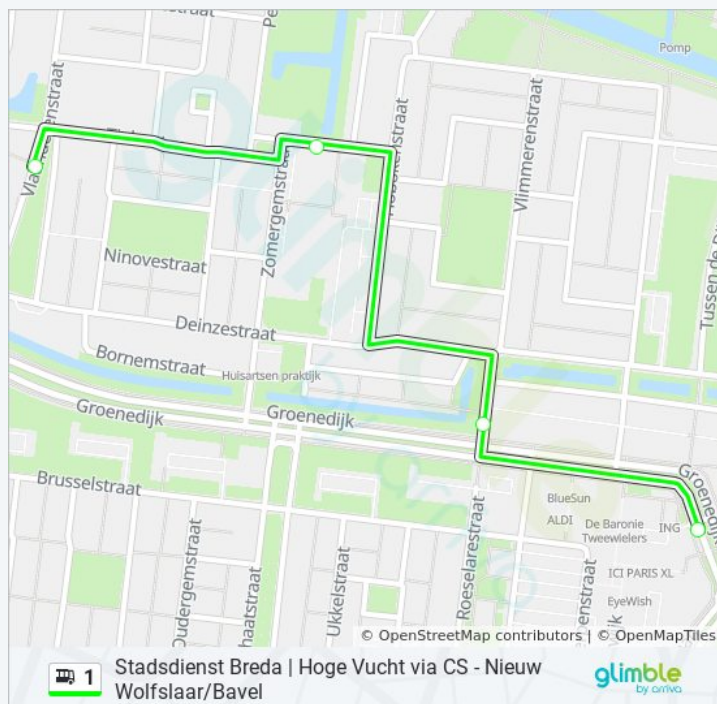 Pomp
Vlimmerenstraat
Zomergemstraat
Ninovestraat
Tussen de
Deinzestraat
Bornemstraat
Huisartsen praktijk
Groenedijk
Groenedijk
Groenedijk
Brusselstraat
BlueSun
ALDI
De Baronie
Tweewielers
ING
ICI PARIS XL
EyeWish
Oudergemstraat
Ukkelstraat
Roeselarestraat
© OpenStreetMap contributors | © OpenMapTiles
1
Stadsdienst Breda | Hoge Vucht via CS - Nieuw
Wolfslaar/Bavel
glimble
by arriva